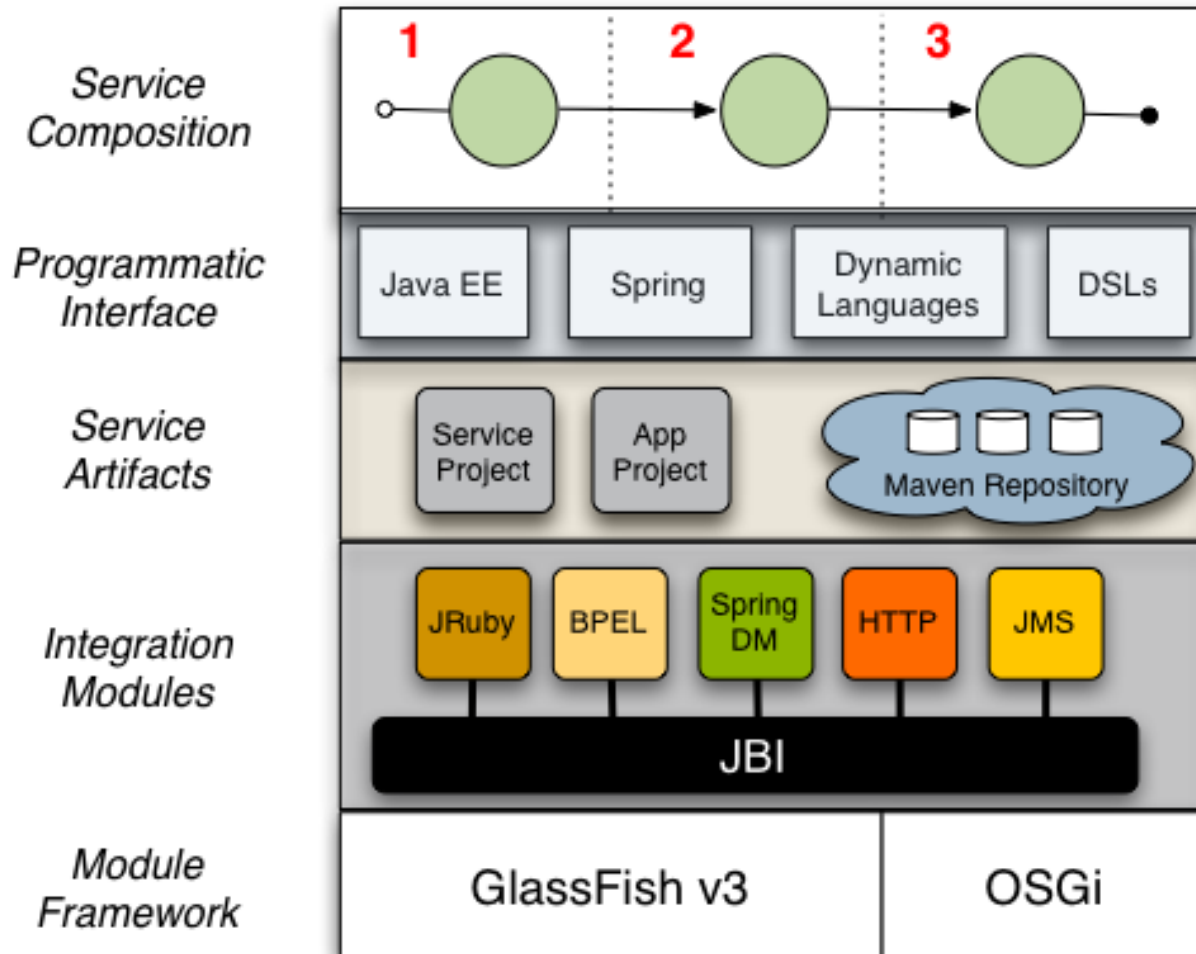 Service
Composition
1
2
3
Programmatic
Interface
Java EE
Spring
Dynamic
Languages
DSLs
Service
Artifacts
Service
Project
App
Project
Maven Repository
Integration
Modules
JRuby
BPEL
Spring
DM
HTTP
JMS
JBI
Module
Framework
GlassFish v3
OSGi